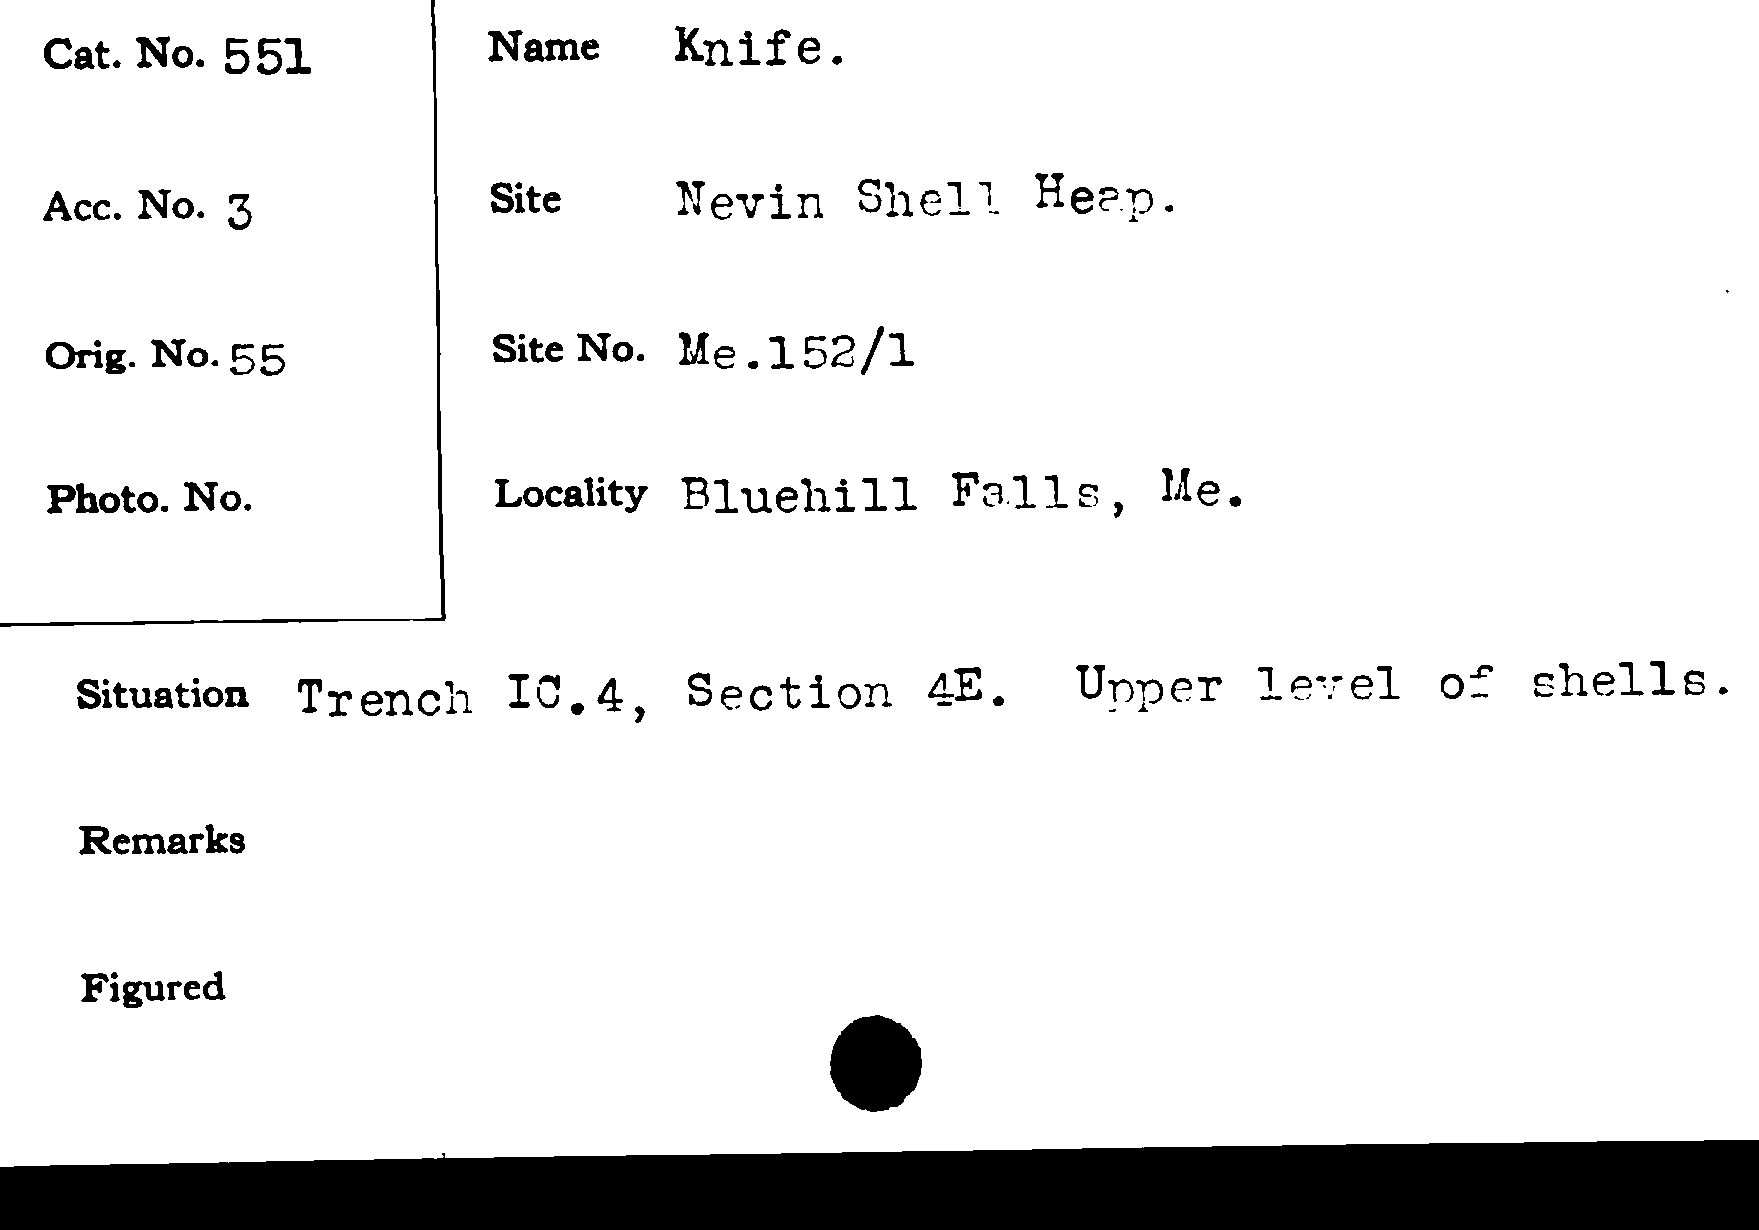 Cat. No. 551
Name Knife.
Acc. No. 3
Site Nevin Shell Heap.
Orig. No. 55
Site No. Me.152/1
Photo. No.
Locality Bluehill Falls, Me.
Situation Trench IC.4, Section 4E. Upper level of shells.
Remarks
Figured